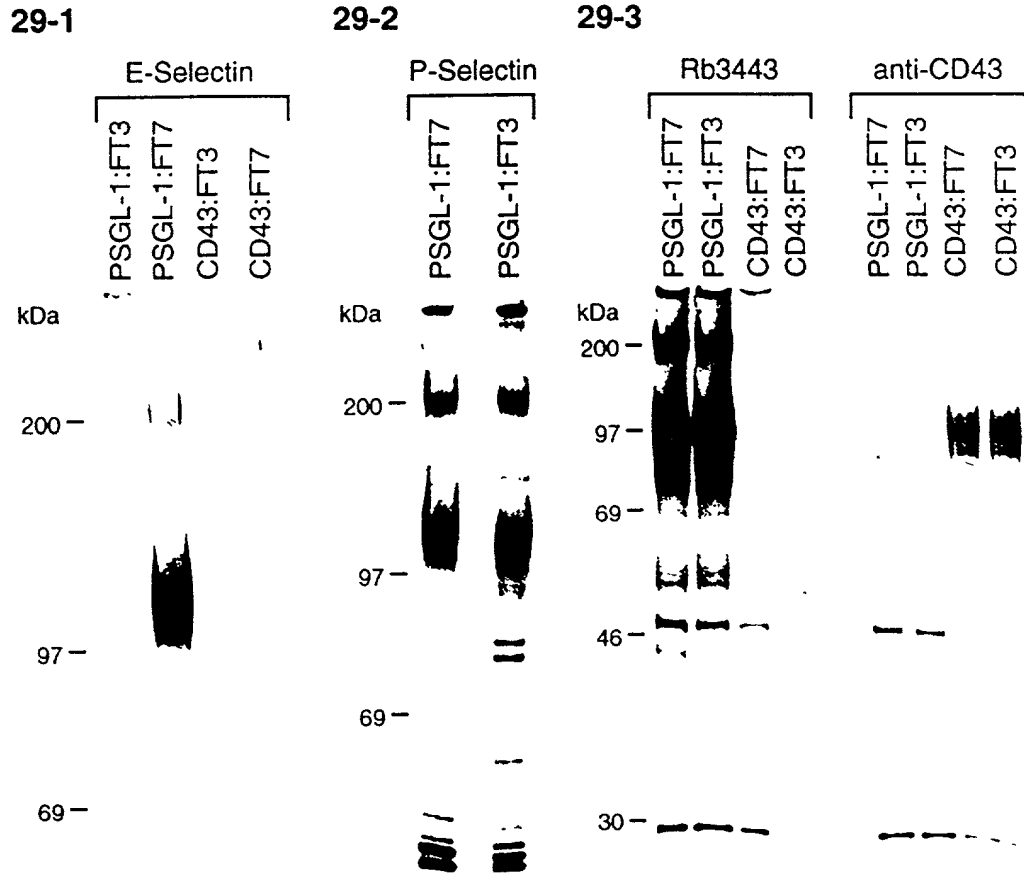 29-1
29-2
29-3
E-Selectin
P-Selectin
Rb3443
anti-CD43
PSGL-1:FT3
PSGL-1:FT7
CD43:FT3
CD43:FT7
PSGL-1:FT7
PSGL-1:FT3
PSGL-1:FT7
PSGL-1:FT3
CD43:FT7
CD43:FT3
PSGL-1:FT7
PSGL-1:FT3
CD43:FT7
CD43:FT3
kDa
200
97
69
kDa
200
97
69
kDa
200
97
69
46
30